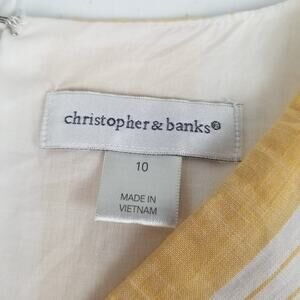 christopher & banks®
10
MADE IN
VIETNAM